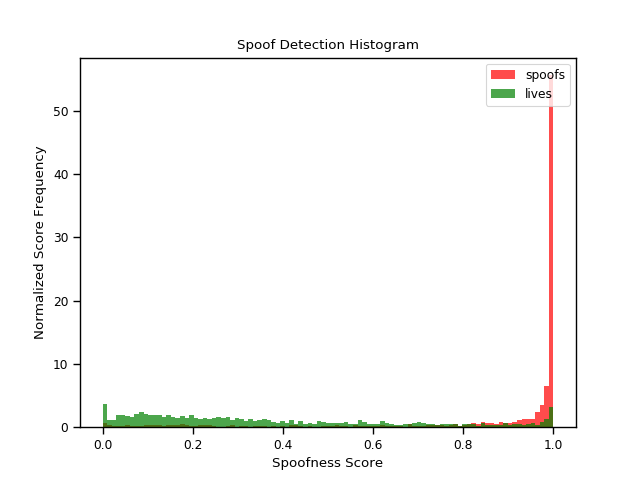 Spoof Detection Histogram
spoofs
lives
Normalized Score Frequency
50
40
30
20
10
0
0.0 0.2 0.4 0.6 0.8 1.0
Spoofness Score